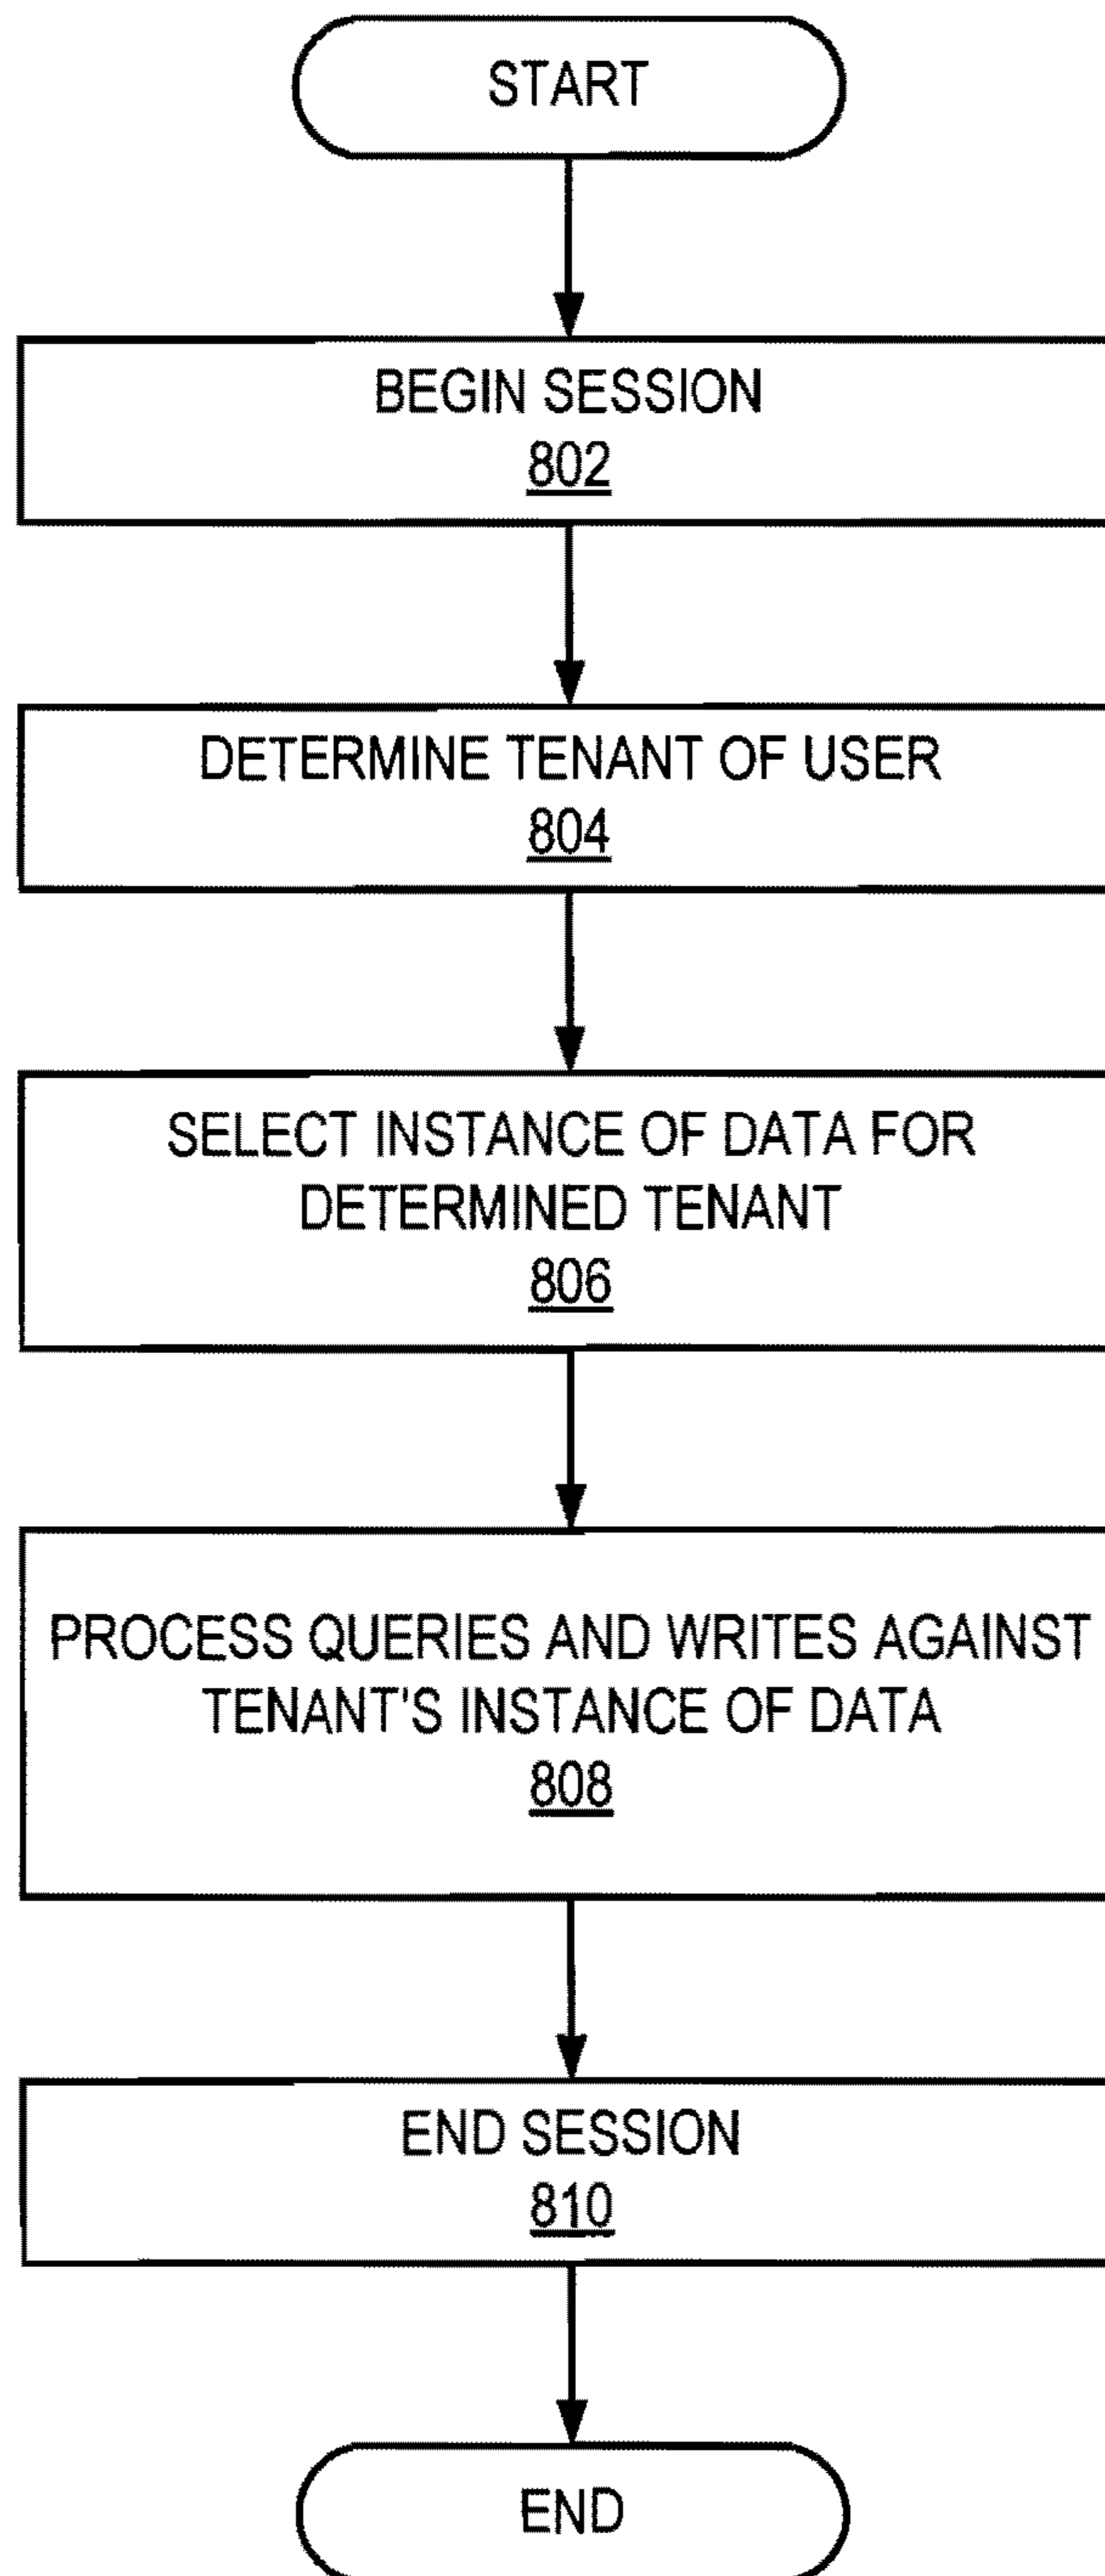 START
BEGIN SESSION
802
DETERMINE TENANT OF USER
804
SELECT INSTANCE OF DATA FOR
DETERMINED TENANT
806
PROCESS QUERIES AND WRITES AGAINST
TENANT'S INSTANCE OF DATA
808
END SESSION
810
END